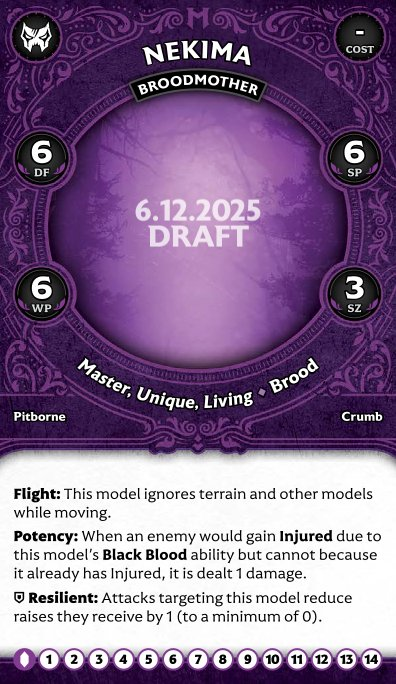 NEKIMA
-
COST
BROODMOTHER
6
DF
6
SP
6.12.2025
DRAFT
6
WP
3
SZ
Master, Unique, Living ⬥ Brood
Pitborne
Crumb
Flight: This model ignores terrain and other models
while moving.
Potency: When an enemy would gain Injured due to
this model's Black Blood ability but cannot because
it already has Injured, it is dealt 1 damage.
Resilient: Attacks targeting this model reduce
raises they receive by 1 (to a minimum of 0).
1 2 3 4 5 6 7 8 9 10 11 12 13 14